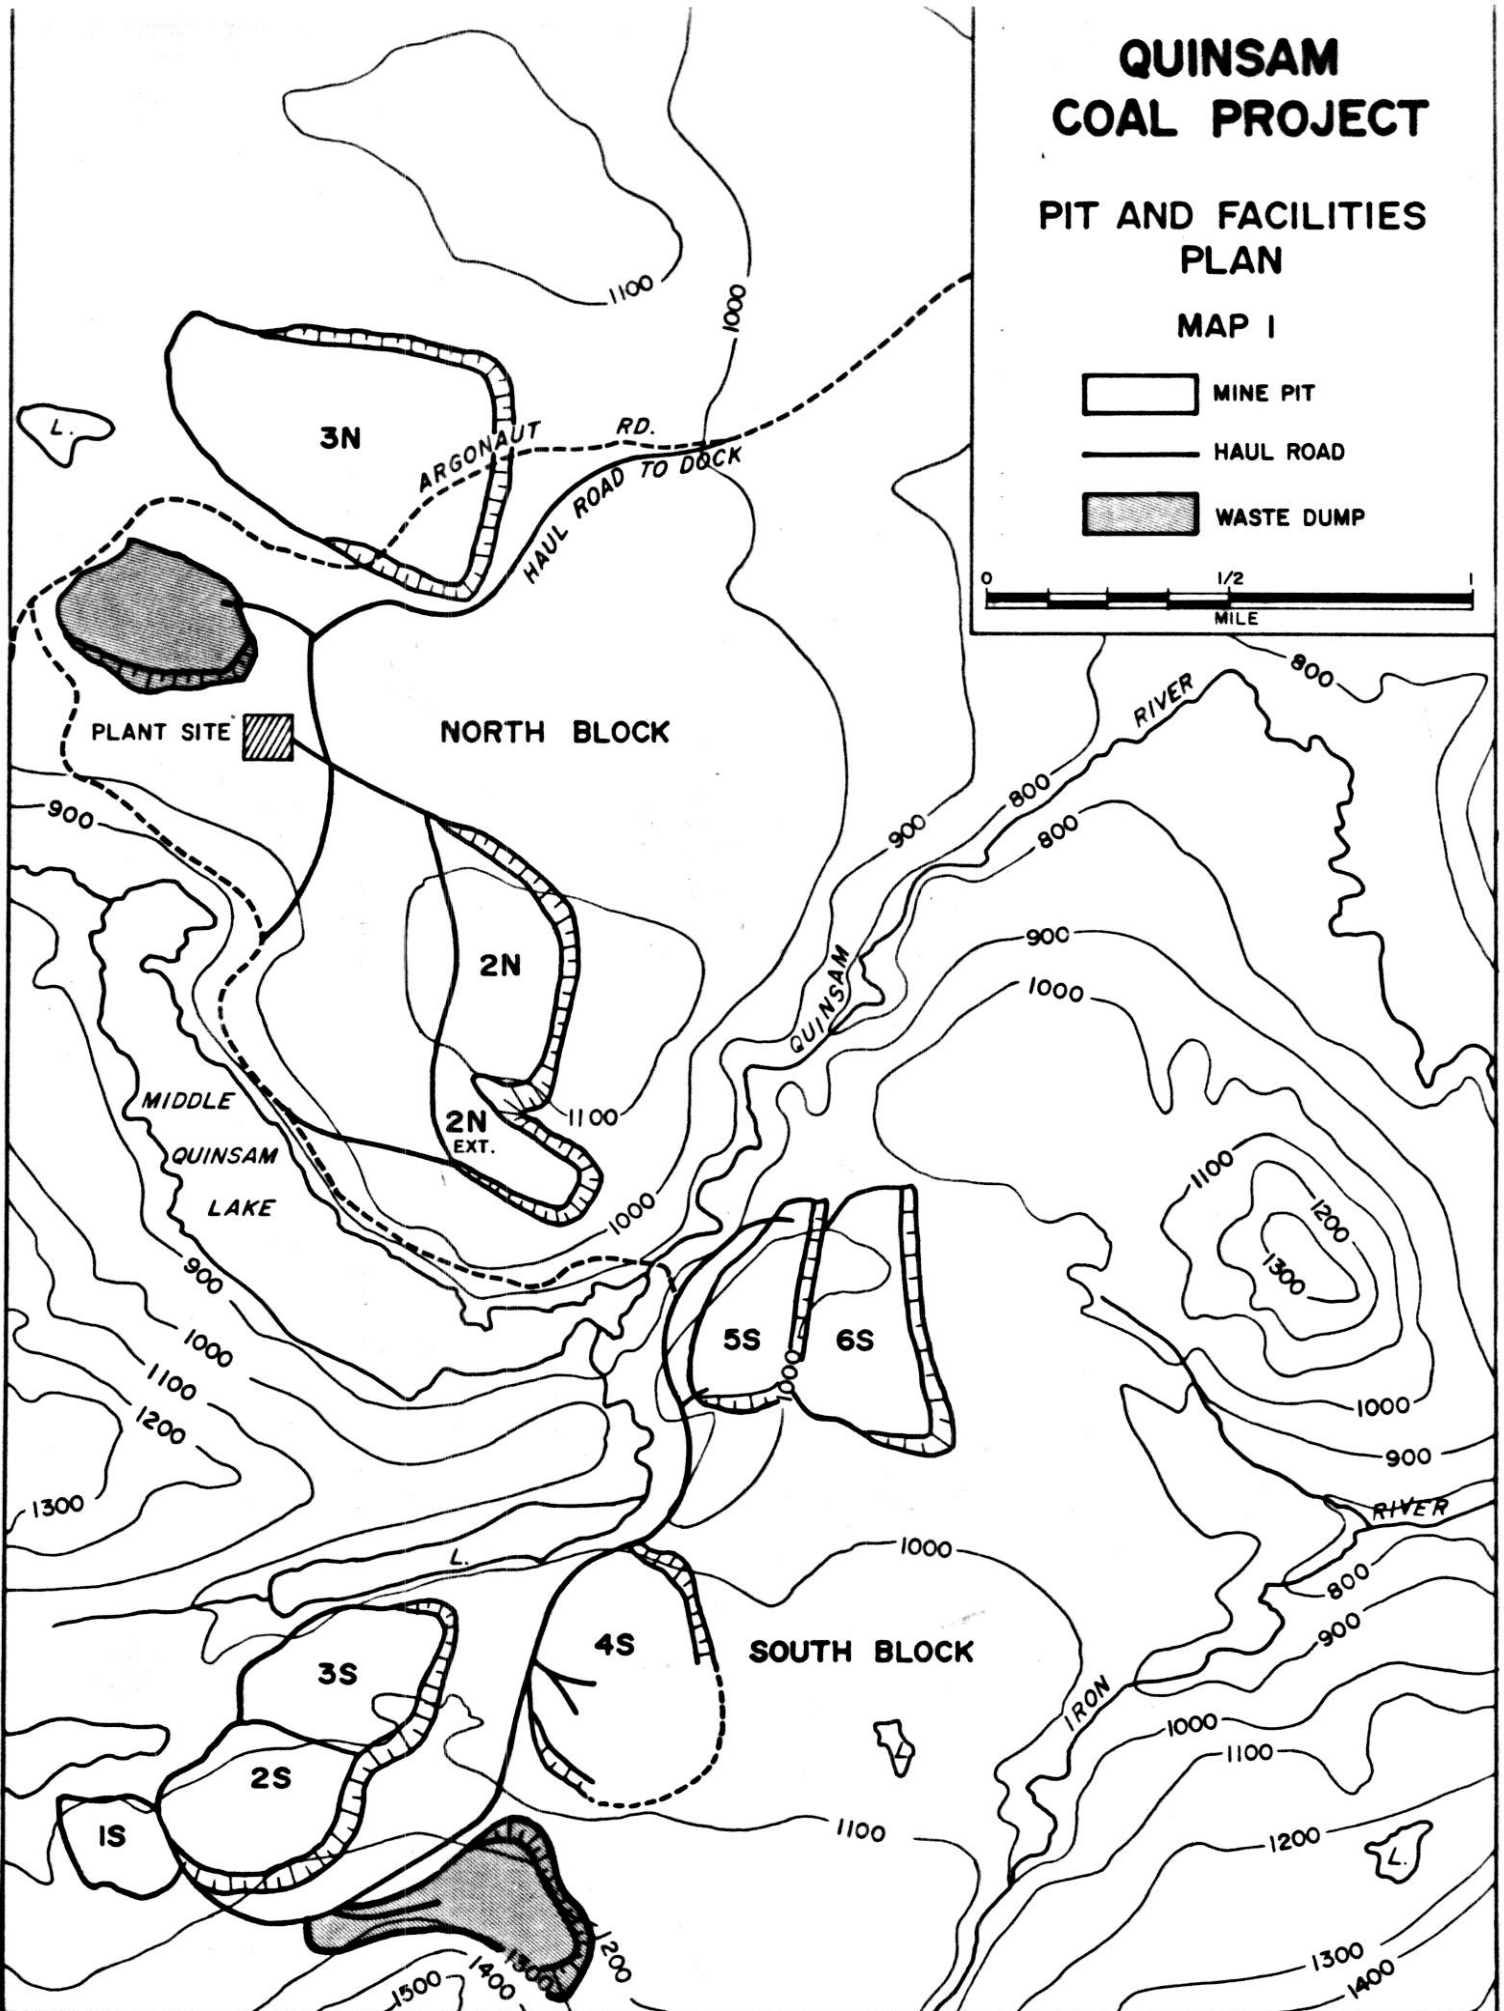 QUINSAM
COAL PROJECT
PIT AND FACILITIES
PLAN
MAP I
MINE PIT
HAUL ROAD
WASTE DUMP
0 1/2 1
MILE
1100
1000
3N
L.
ARGONAUT RD.
HAUL ROAD TO DOCK
800
RIVER
PLANT SITE
NORTH BLOCK
800
900
900
800
900
2N
QUINSAM
1000
MIDDLE
QUINSAM
LAKE
2N
EXT.
1100
1100
1000
1200
1300
900
5S
6S
1000
1000
1100
1200
1000
900
1300
RIVER
L.
1000
800
900
4S
SOUTH BLOCK
3S
IRON
1000
L
1100
2S
1S
1100
1200
L.
1200
1300
1300
1400
1500
1400